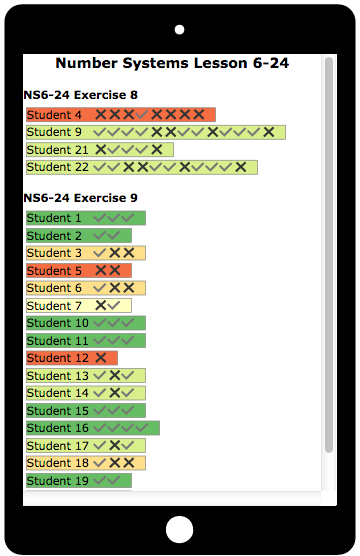 Number Systems Lesson 6-24
NS6-24 Exercise 8
Student 4 ✕✕✕✓✕✕✕✕
Student 9 ✓✓✓✓✕✕✓✓✕✓✓✓✕
Student 21 ✕✓✓✓✕
Student 22 ✓✓✕✕✓✓✕✓✓✓✕
NS6-24 Exercise 9
Student 1 ✓✓✓
Student 2 ✓✓
Student 3 ✓✕✕
Student 5 ✕✕
Student 6 ✓✕✕
Student 7 ✕✓
Student 10 ✓✓✓
Student 11 ✓✓✓
Student 12 ✕
Student 13 ✓✕✓
Student 14 ✓✕✓
Student 15 ✓✓✓
Student 16 ✓✓✓✓
Student 17 ✓✕✓
Student 18 ✓✕✕
Student 19 ✓✓